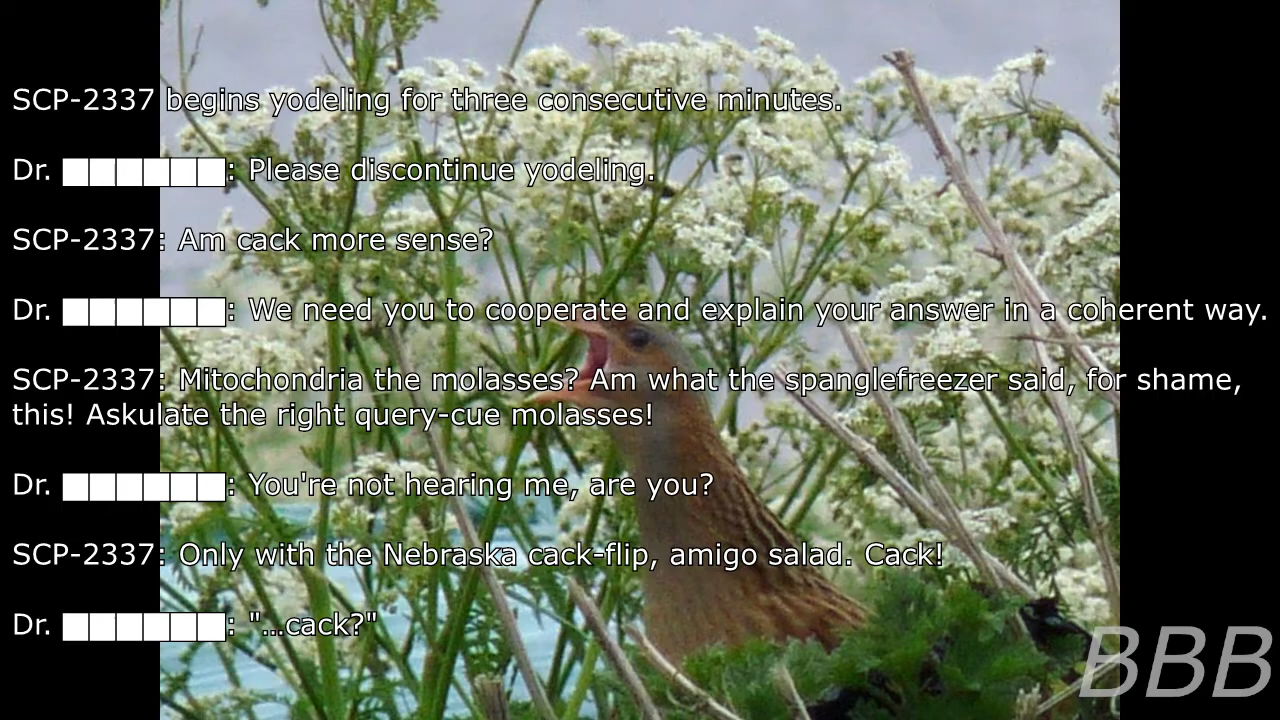 SCP-2337 begins yodeling for three consecutive minutes.
Dr. ██████: Please discontinue yodeling.
SCP-2337: Am cack more sense?
Dr. ██████: We need you to cooperate and explain your answer in a coherent way.
SCP-2337: Mitochondria the molasses? Am what the spanglefreezer said, for shame,
this! Askulate the right query-cue molasses!
Dr. ██████: You're not hearing me, are you?
SCP-2337: Only with the Nebraska cack-flip, amigo salad. Cack!
Dr. ██████: "...cack?"
BBB